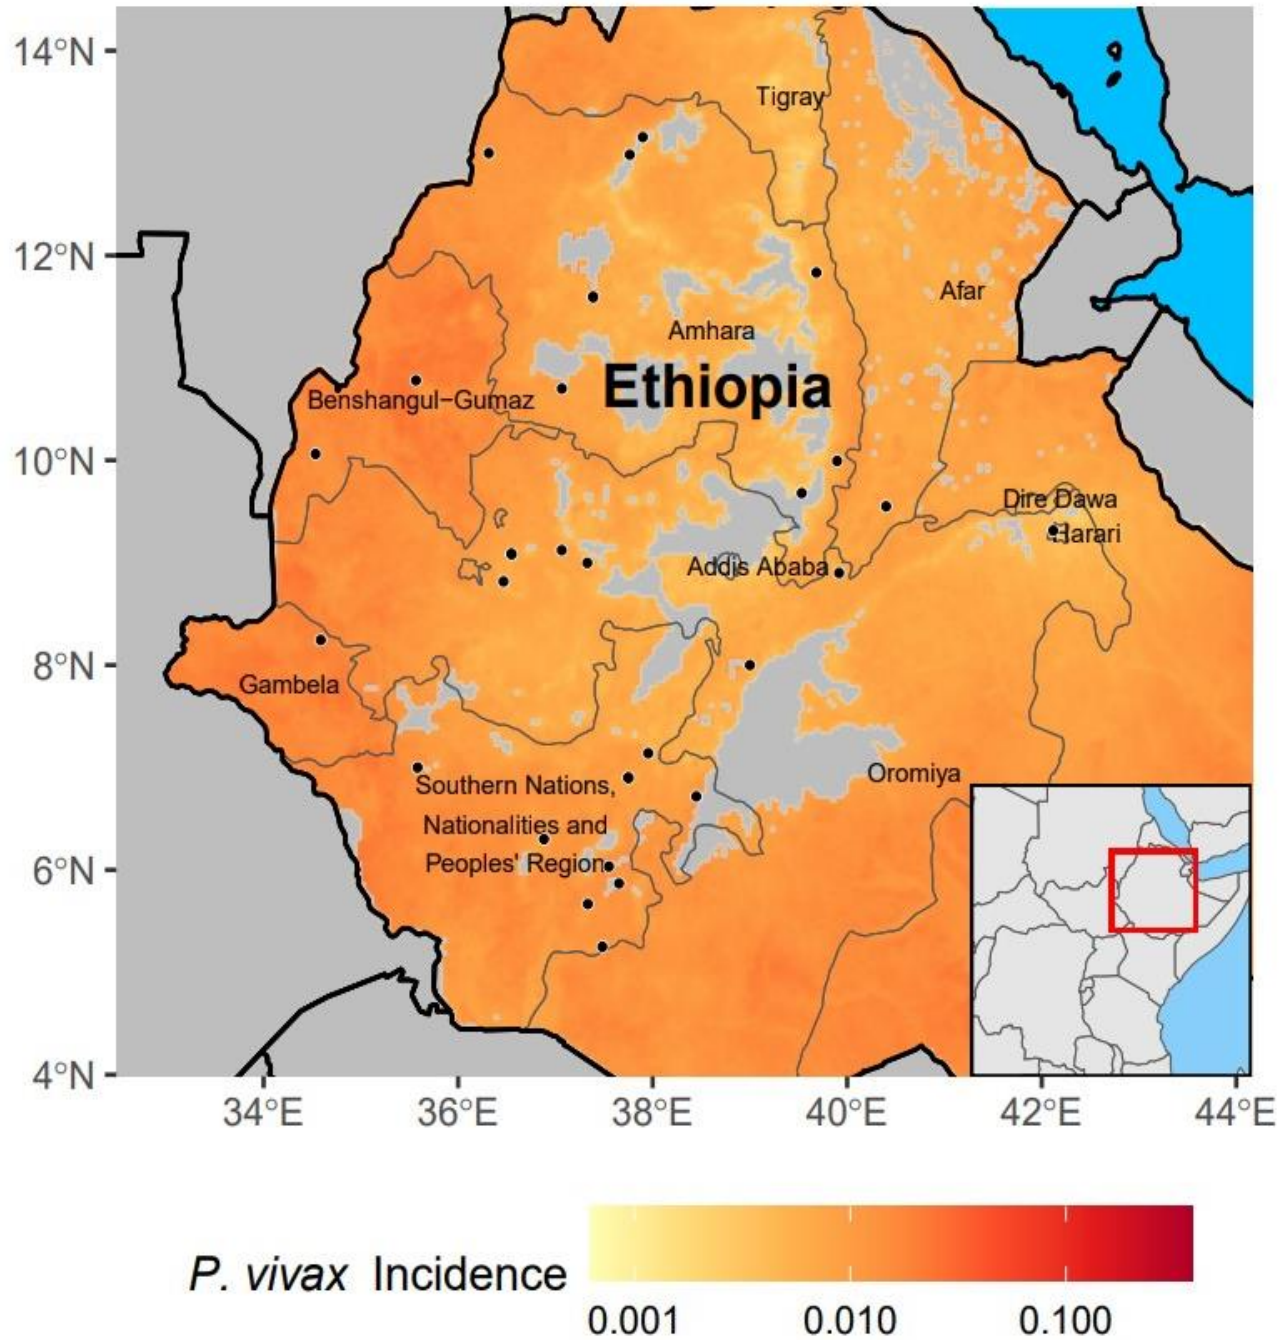 14°N
Tigray
12°N
Afar
Amhara
Ethiopia
Benshangul−Gumaz
10°N
Dire Dawa
Harari
Addis Ababa
8°N
Gambela
Oromiya
Southern Nations,
Nationalities and
Peoples' Region
6°N
4°N
34°E 36°E 38°E 40°E 42°E 44°E
P. vivax Incidence
0.001 0.010 0.100